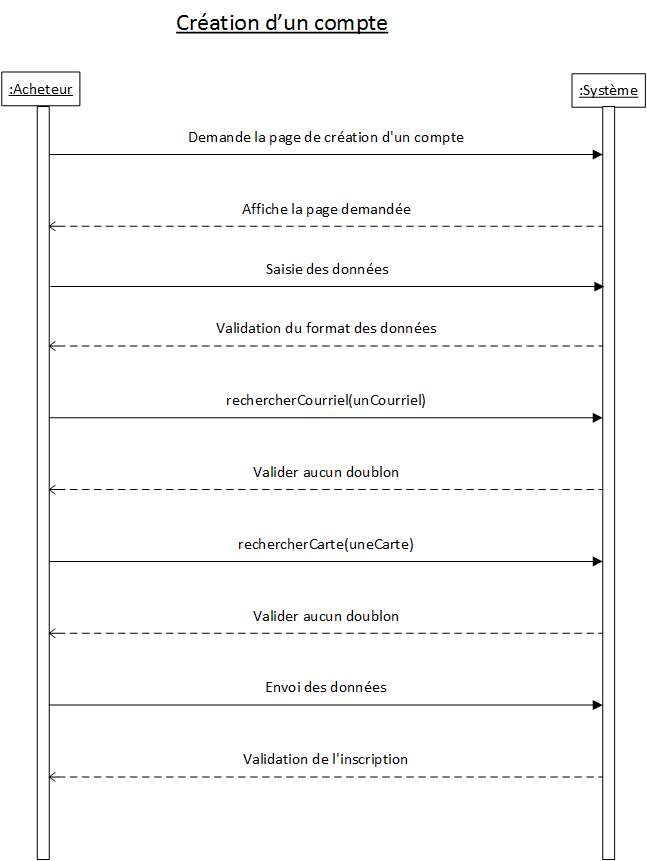 Création d’un compte
:Acheteur
:Système
Demande la page de création d'un compte
Affiche la page demandée
Saisie des données
Validation du format des données
rechercherCourriel(unCourriel)
Valider aucun doublon
rechercherCarte(uneCarte)
Valider aucun doublon
Envoi des données
Validation de l'inscription